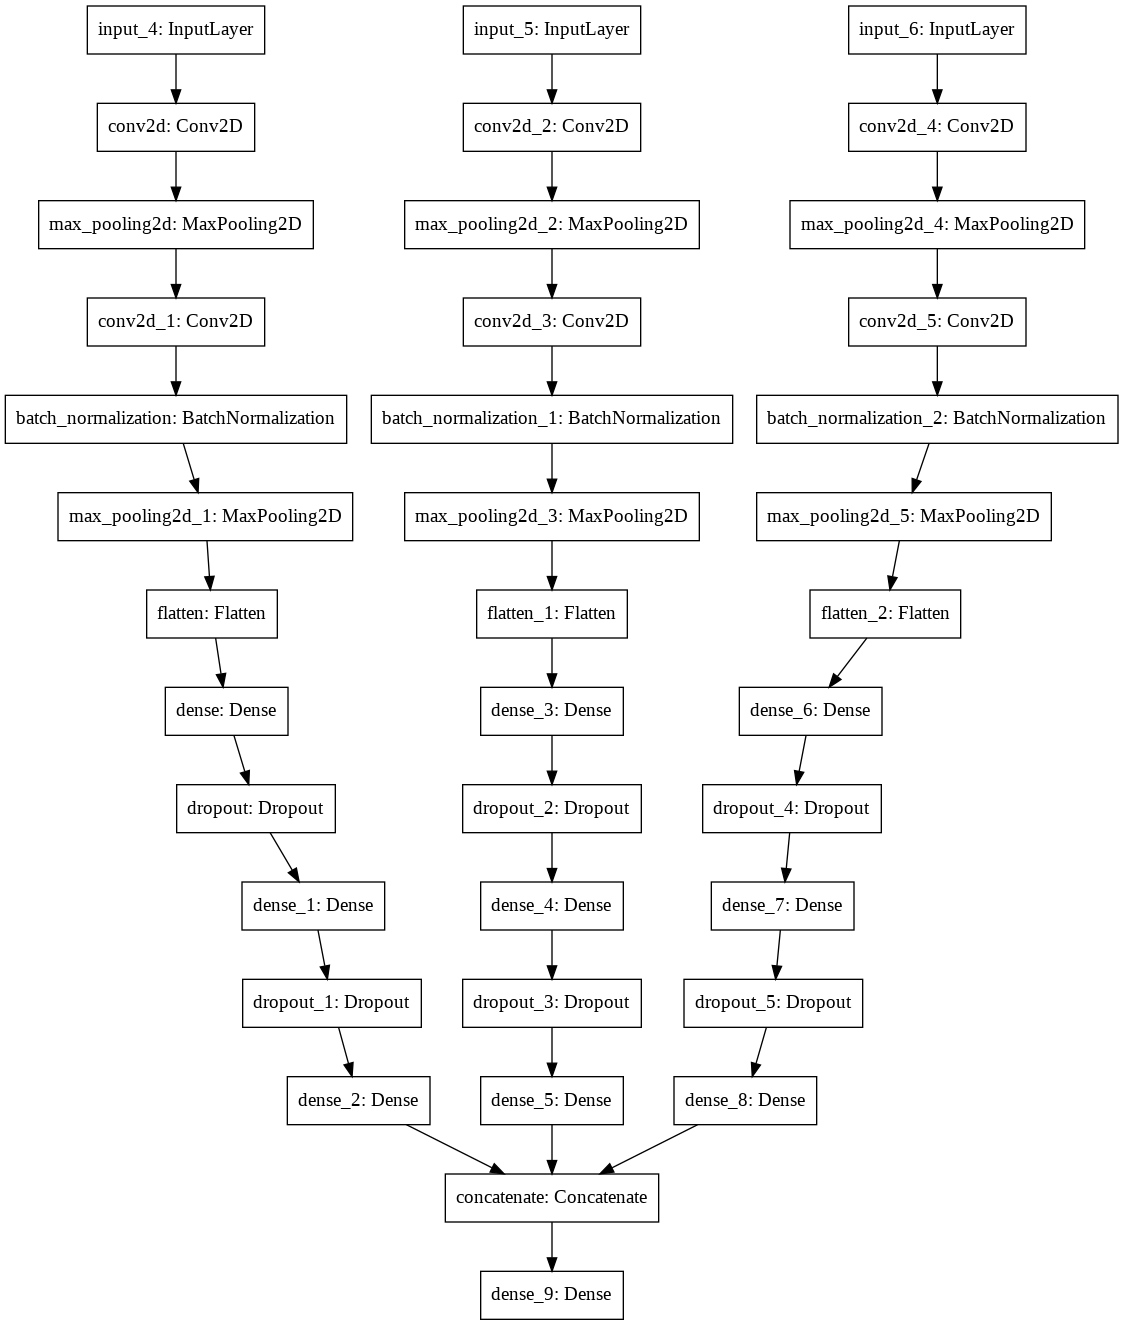 input_4: InputLayer
input_5: InputLayer
input_6: InputLayer
conv2d: Conv2D
conv2d_2: Conv2D
conv2d_4: Conv2D
max_pooling2d: MaxPooling2D
max_pooling2d_2: MaxPooling2D
max_pooling2d_4: MaxPooling2D
conv2d_1: Conv2D
conv2d_3: Conv2D
conv2d_5: Conv2D
batch_normalization: BatchNormalization
batch_normalization_1: BatchNormalization
batch_normalization_2: BatchNormalization
max_pooling2d_1: MaxPooling2D
max_pooling2d_3: MaxPooling2D
max_pooling2d_5: MaxPooling2D
flatten: Flatten
flatten_1: Flatten
flatten_2: Flatten
dense: Dense
dense_3: Dense
dense_6: Dense
dropout: Dropout
dropout_2: Dropout
dropout_4: Dropout
dense_1: Dense
dense_4: Dense
dense_7: Dense
dropout_1: Dropout
dropout_3: Dropout
dropout_5: Dropout
dense_2: Dense
dense_5: Dense
dense_8: Dense
concatenate: Concatenate
dense_9: Dense